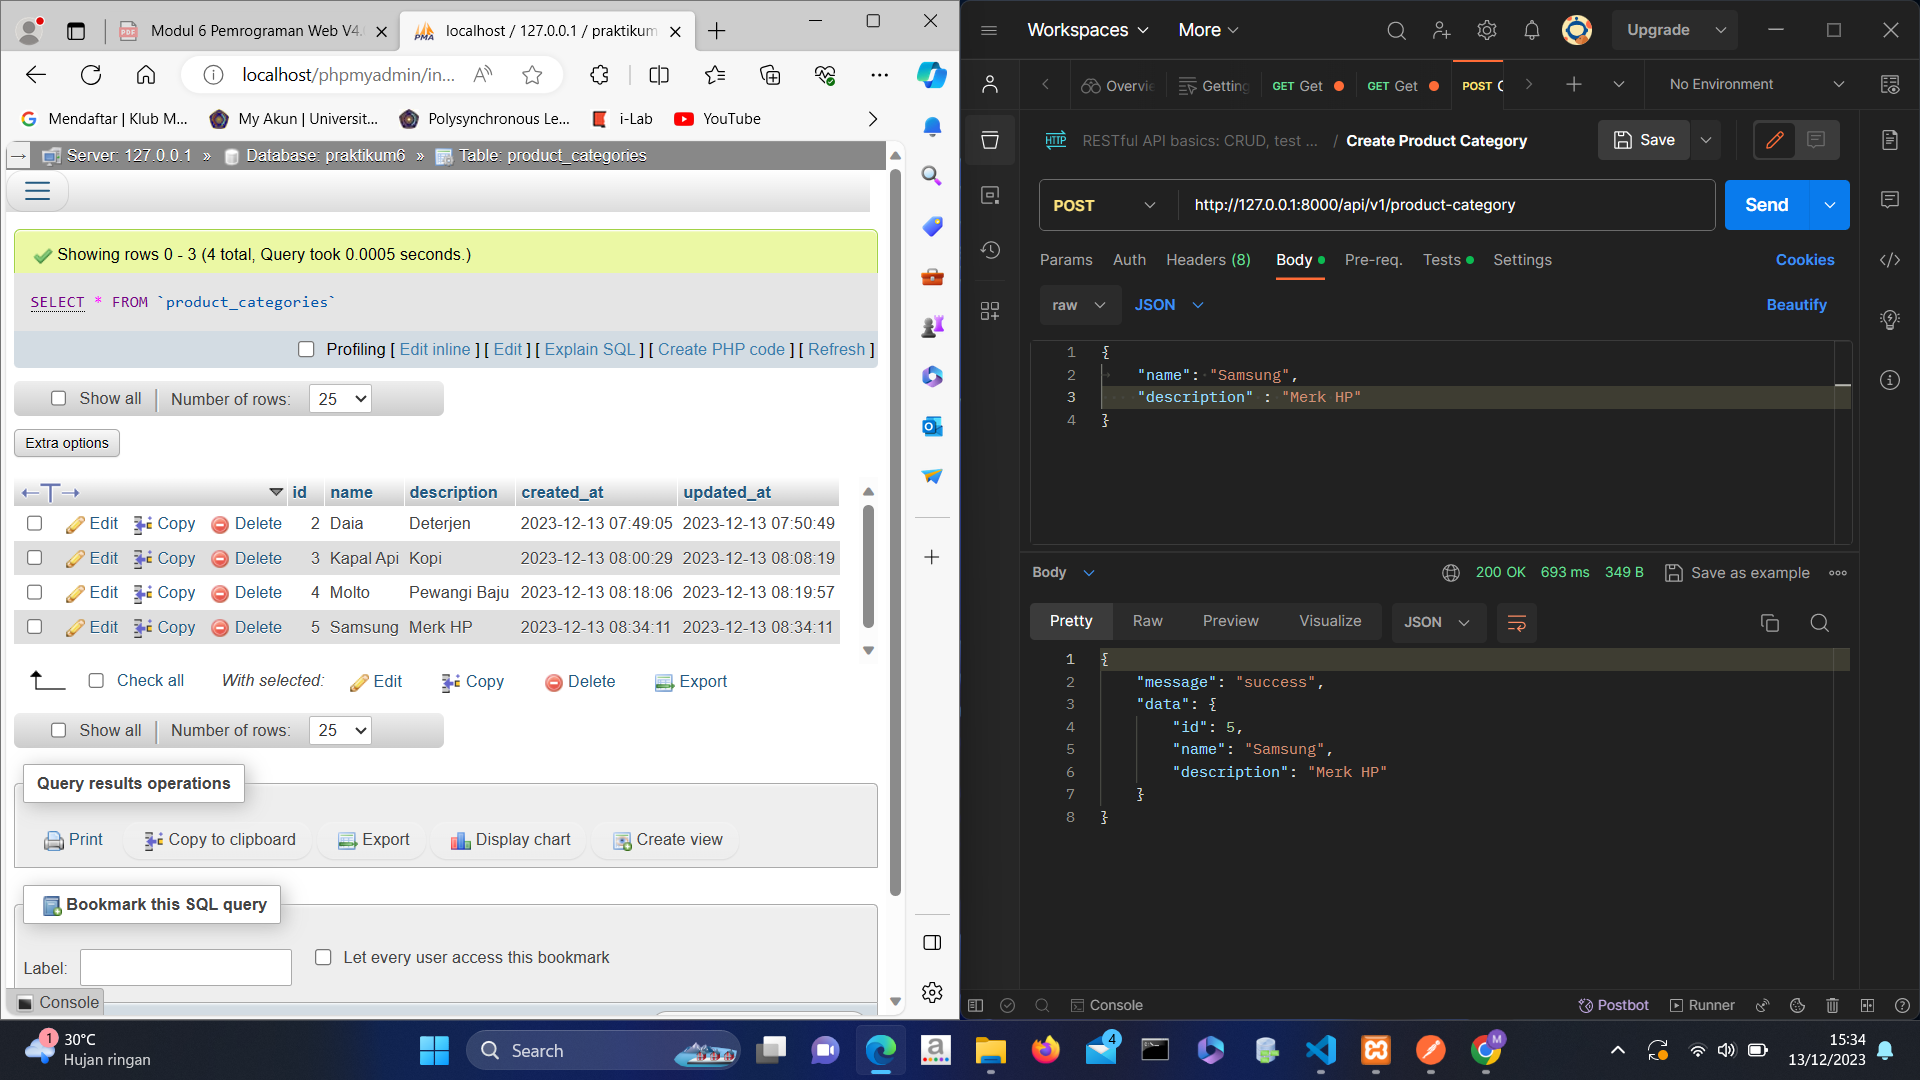 Modul 6 Pemrograman Web V4.
localhost / 127.0.0.1 / praktikum
localhost/phpmyadmin/in...
Mendaftar | Klub M...
My Akun | Universit...
Polysynchronous Le...
i-Lab
YouTube
Server: 127.0.0.1 » Database: praktikum6 » Table: product_categories
Showing rows 0 - 3 (4 total, Query took 0.0005 seconds.)
SELECT * FROM `product_categories`
Profiling [ Edit inline ] [ Edit ] [ Explain SQL ] [ Create PHP code ] [ Refresh ]
Show all | Number of rows: 25
Extra options
id name description created_at updated_at
Edit Copy Delete 2 Daia Deterjen 2023-12-13 07:49:05 2023-12-13 07:50:49
Edit Copy Delete 3 Kapal Api Kopi 2023-12-13 08:00:29 2023-12-13 08:08:19
Edit Copy Delete 4 Molto Pewangi Baju 2023-12-13 08:18:06 2023-12-13 08:19:57
Edit Copy Delete 5 Samsung Merk HP 2023-12-13 08:34:11 2023-12-13 08:34:11
Check all With selected: Edit Copy Delete Export
Show all | Number of rows: 25
Query results operations
Print Copy to clipboard Export Display chart Create view
Bookmark this SQL query
Label: Let every user access this bookmark
Console
Workspaces More Upgrade
Overvie Getting GET Get GET Get POST C No Environment
HTTP RESTful API basics: CRUD, test ... / Create Product Category Save
POST http://127.0.0.1:8000/api/v1/product-category Send
Params Auth Headers (8) Body Pre-req. Tests Settings Cookies
raw JSON Beautify
1 {
2 "name": "Samsung",
3 "description" : "Merk HP"
4 }
Body 200 OK 693 ms 349 B Save as example
Pretty Raw Preview Visualize JSON
1 {
2 "message": "success",
3 "data": {
4 "id": 5,
5 "name": "Samsung",
6 "description": "Merk HP"
7 }
8 }
Console Postbot Runner
1 30°C
Hujan ringan
Search
4
M
15:34
13/12/2023